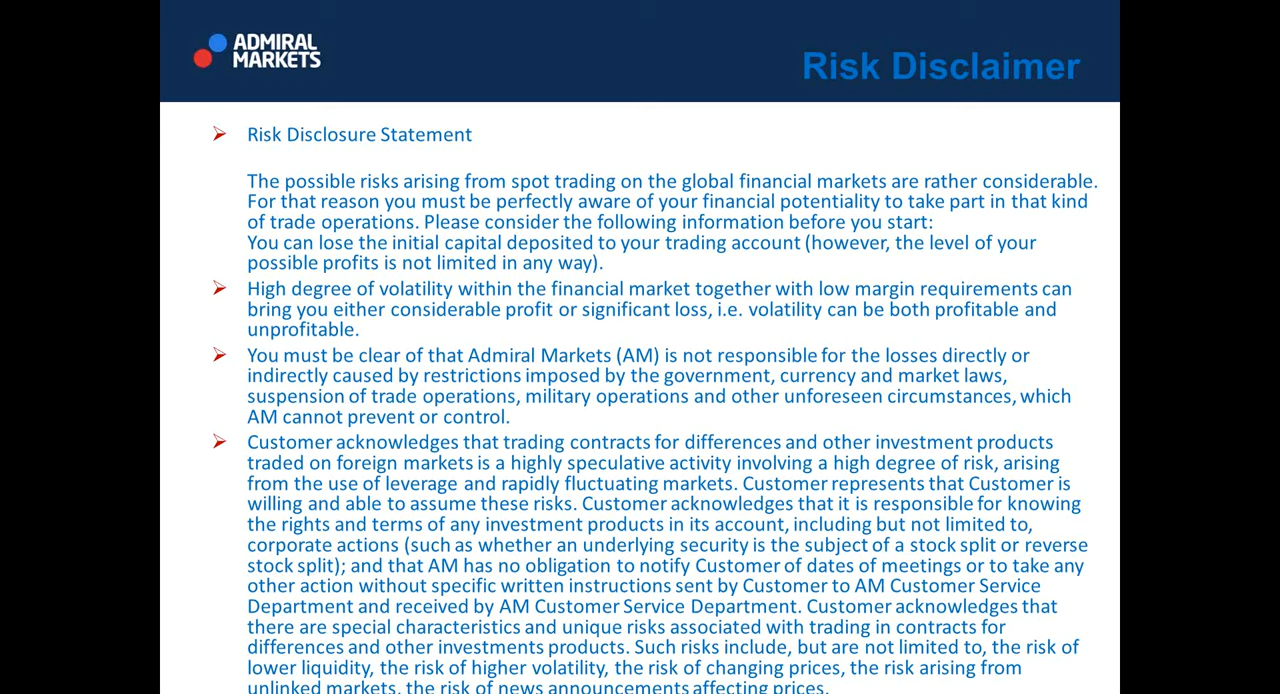 ADMIRAL
MARKETS
Risk Disclaimer
Risk Disclosure Statement
The possible risks arising from spot trading on the global financial markets are rather considerable.
For that reason you must be perfectly aware of your financial potentiality to take part in that kind
of trade operations. Please consider the following information before you start:
You can lose the initial capital deposited to your trading account (however, the level of your
possible profits is not limited in any way).
High degree of volatility within the financial market together with low margin requirements can
bring you either considerable profit or significant loss, i.e. volatility can be both profitable and
unprofitable.
You must be clear of that Admiral Markets (AM) is not responsible for the losses directly or
indirectly caused by restrictions imposed by the government, currency and market laws,
suspension of trade operations, military operations and other unforeseen circumstances, which
AM cannot prevent or control.
Customer acknowledges that trading contracts for differences and other investment products
traded on foreign markets is a highly speculative activity involving a high degree of risk, arising
from the use of leverage and rapidly fluctuating markets. Customer represents that Customer is
willing and able to assume these risks. Customer acknowledges that it is responsible for knowing
the rights and terms of any investment products in its account, including but not limited to,
corporate actions (such as whether an underlying security is the subject of a stock split or reverse
stock split); and that AM has no obligation to notify Customer of dates of meetings or to take any
other action without specific written instructions sent by Customer to AM Customer Service
Department and received by AM Customer Service Department. Customer acknowledges that
there are special characteristics and unique risks associated with trading in contracts for
differences and other investments products. Such risks include, but are not limited to, the risk of
lower liquidity, the risk of higher volatility, the risk of changing prices, the risk arising from
unlinked markets, the risk of news announcements affecting prices.